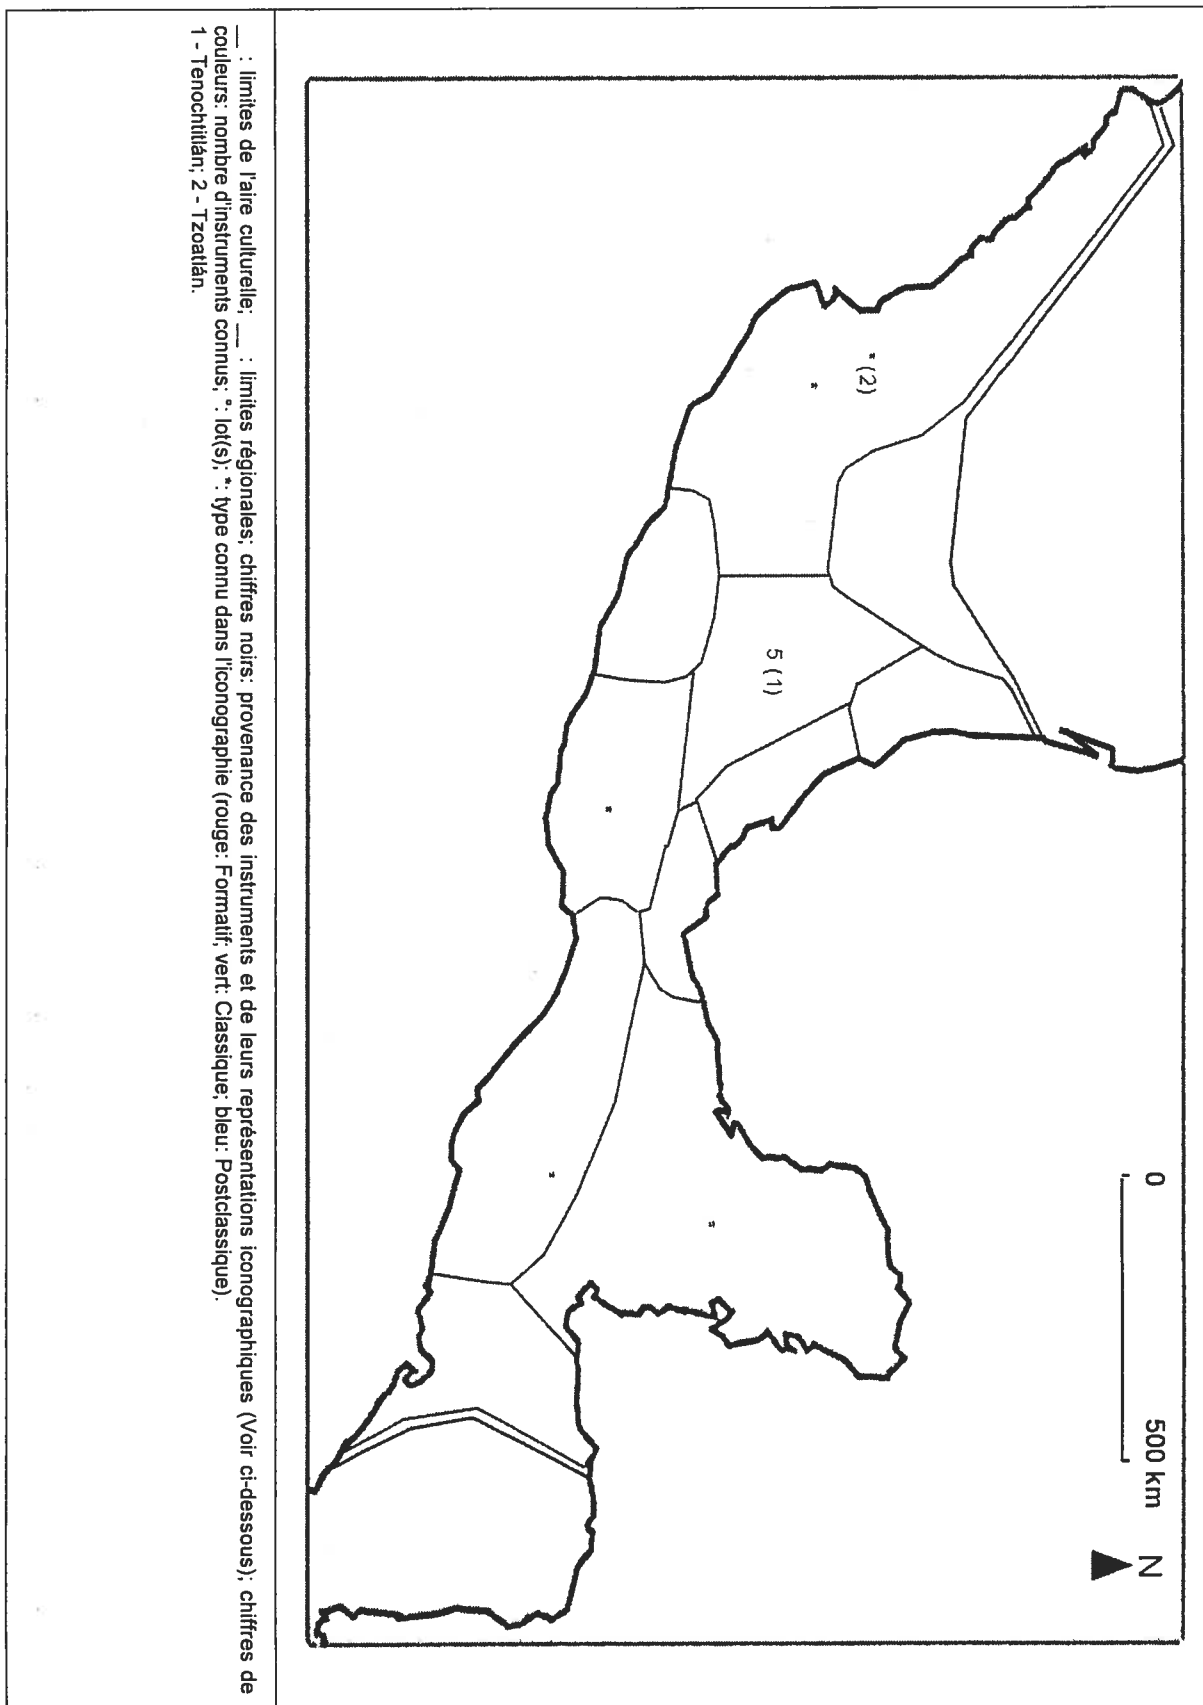 0
500 km
N
* (2)
*
5 (1)
*
*
*
__ : limites de l'aire culturelle; __ : limites régionales; chiffres noirs: provenance des instruments et de leurs représentations iconographiques (Voir ci-dessous); chiffres de
couleurs: nombre d'instruments connus; °: lot(s); *: type connu dans l'iconographie (rouge: Formatif; vert: Classique; bleu: Postclassique).
1 - Tenochtitlán; 2 - Tzoatlán.